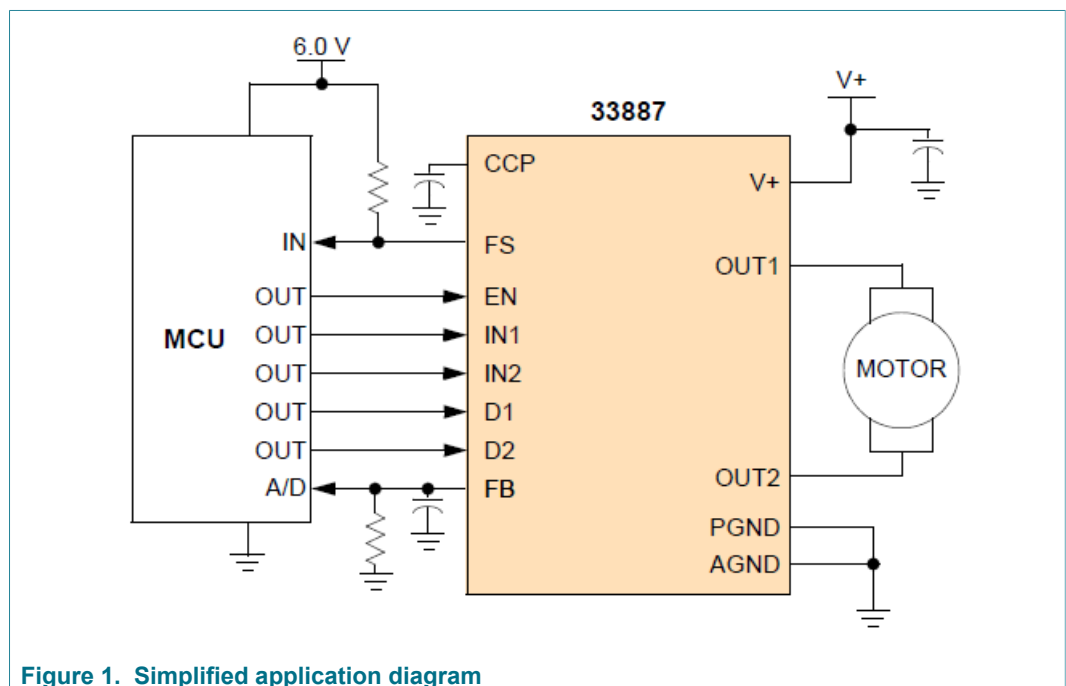 6.0 V
V+
33887
MCU
IN
OUT
OUT
OUT
OUT
OUT
A/D
CCP
FS
EN
IN1
IN2
D1
D2
FB
V+
OUT1
MOTOR
OUT2
PGND
AGND
Figure 1. Simplified application diagram